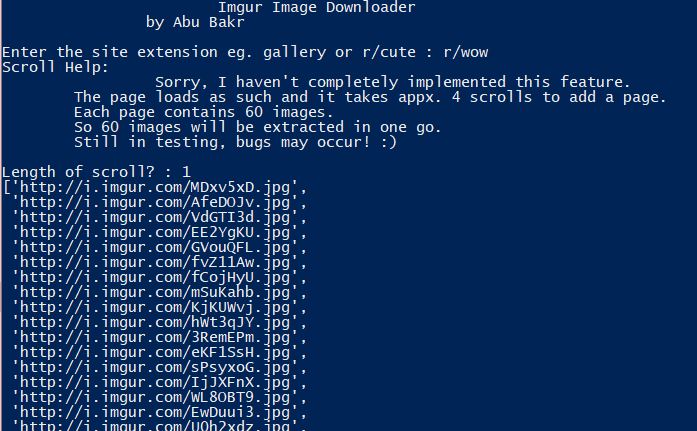 Imgur Image Downloader
by Abu Bakr
Enter the site extension eg. gallery or r/cute : r/wow
Scroll Help:
Sorry, I haven't completely implemented this feature.
The page loads as such and it takes appx. 4 scrolls to add a page.
Each page contains 60 images.
So 60 images will be extracted in one go.
Still in testing, bugs may occur! :)
Length of scroll? : 1
['http://i.imgur.com/MDxv5xD.jpg',
'http://i.imgur.com/AfeDOJv.jpg',
'http://i.imgur.com/VdGTI3d.jpg',
'http://i.imgur.com/EE2YgKU.jpg',
'http://i.imgur.com/GVouQFL.jpg',
'http://i.imgur.com/fvZ11Aw.jpg',
'http://i.imgur.com/fCojHyU.jpg',
'http://i.imgur.com/mSuKahb.jpg',
'http://i.imgur.com/KjKUWvj.jpg',
'http://i.imgur.com/hWt3qJY.jpg',
'http://i.imgur.com/3RemEPm.jpg',
'http://i.imgur.com/eKF1SsH.jpg',
'http://i.imgur.com/sPsyxoG.jpg',
'http://i.imgur.com/IjJXFnX.jpg',
'http://i.imgur.com/WL8OBT9.jpg',
'http://i.imgur.com/EwDuui3.jpg',
'http://i.imgur.com/UOh2xdz.jpg',